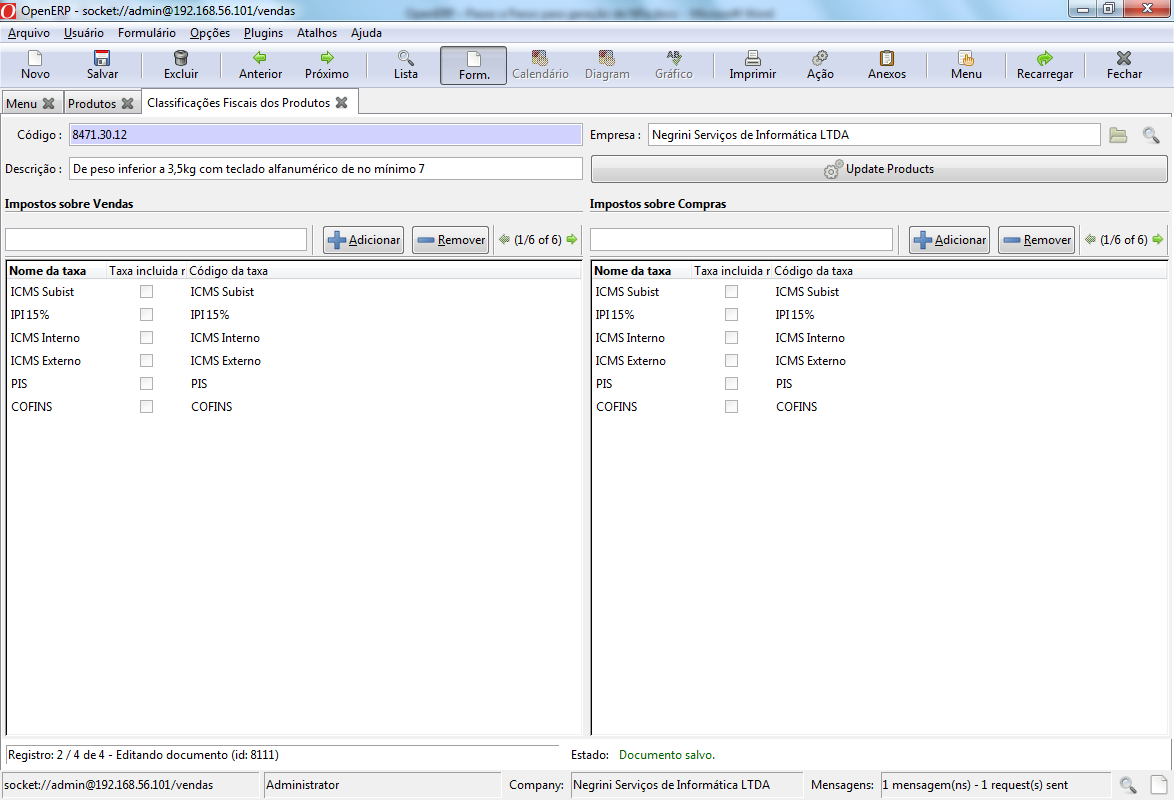 OpenERP - socket://admin@192.168.56.101/vendas
Arquivo Usuário Formulário Opções Plugins Atalhos Ajuda
Novo Salvar Excluir Anterior Próximo Lista Form. Calendário Diagram Gráfico Imprimir Ação Anexos Menu Recarregar Fechar
Menu Produtos Classificações Fiscais dos Produtos
Código : 8471.30.12 Empresa : Negrini Serviços de Informática LTDA
Descrição : De peso inferior a 3,5kg com teclado alfanumérico de no mínimo 7 Update Products
Impostos sobre Vendas Impostos sobre Compras
Adicionar Remover (1/6 of 6) Adicionar Remover (1/6 of 6)
Nome da taxa Taxa incluida r Código da taxa Nome da taxa Taxa incluida r Código da taxa
ICMS Subist ICMS Subist ICMS Subist ICMS Subist
IPI 15% IPI 15% IPI 15% IPI 15%
ICMS Interno ICMS Interno ICMS Interno ICMS Interno
ICMS Externo ICMS Externo ICMS Externo ICMS Externo
PIS PIS PIS PIS
COFINS COFINS COFINS COFINS
Registro: 2 / 4 de 4 - Editando documento (id: 8111) Estado: Documento salvo.
socket://admin@192.168.56.101/vendas Administrator Company: Negrini Serviços de Informática LTDA Mensagens: 1 mensagem(ns) - 1 request(s) sent